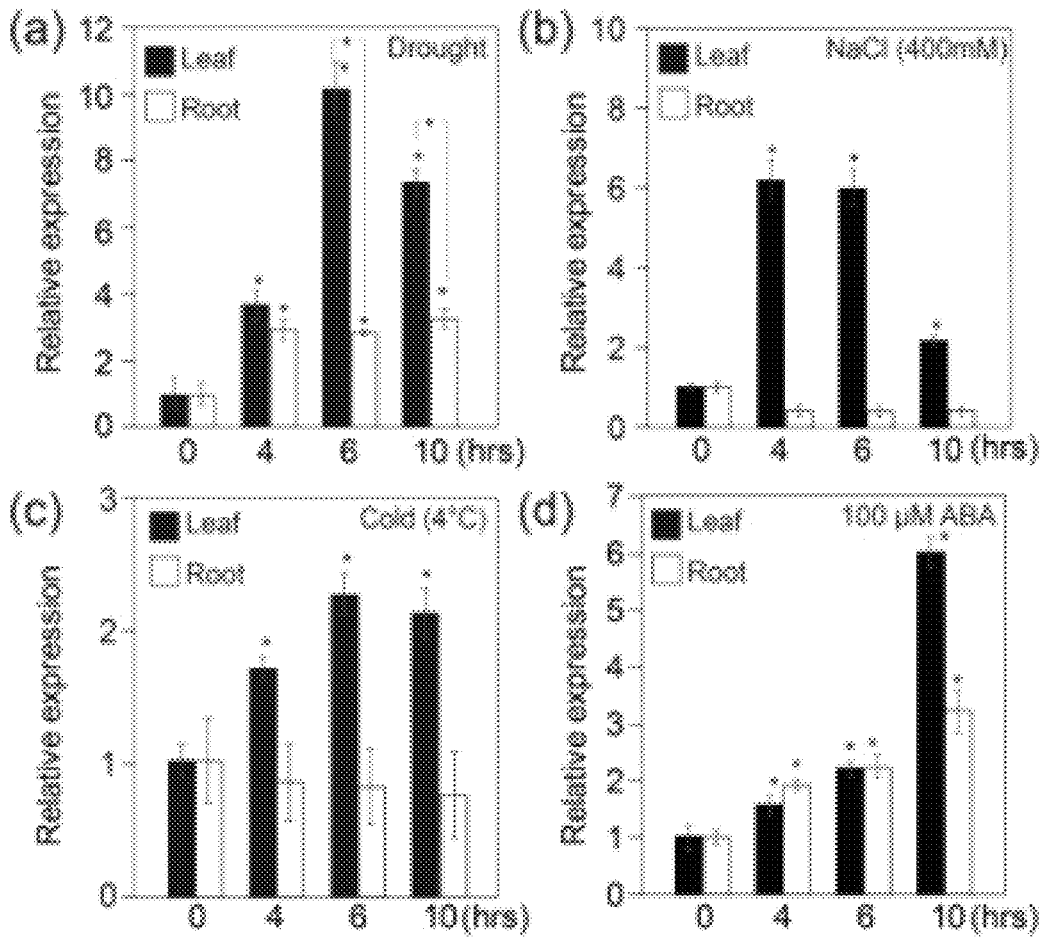 (a)
Drought
Leaf
Root
Relative expression
12
10
8
6
4
2
0
0 4 6 10 (hrs)
(b)
NaCl (400mM)
Leaf
Root
Relative expression
10
8
6
4
2
0
0 4 6 10 (hrs)
(c)
Cold (4°C)
Leaf
Root
Relative expression
3
2
1
0
0 4 6 10 (hrs)
(d)
100 µM ABA
Leaf
Root
Relative expression
7
6
5
4
3
2
1
0
0 4 6 10 (hrs)